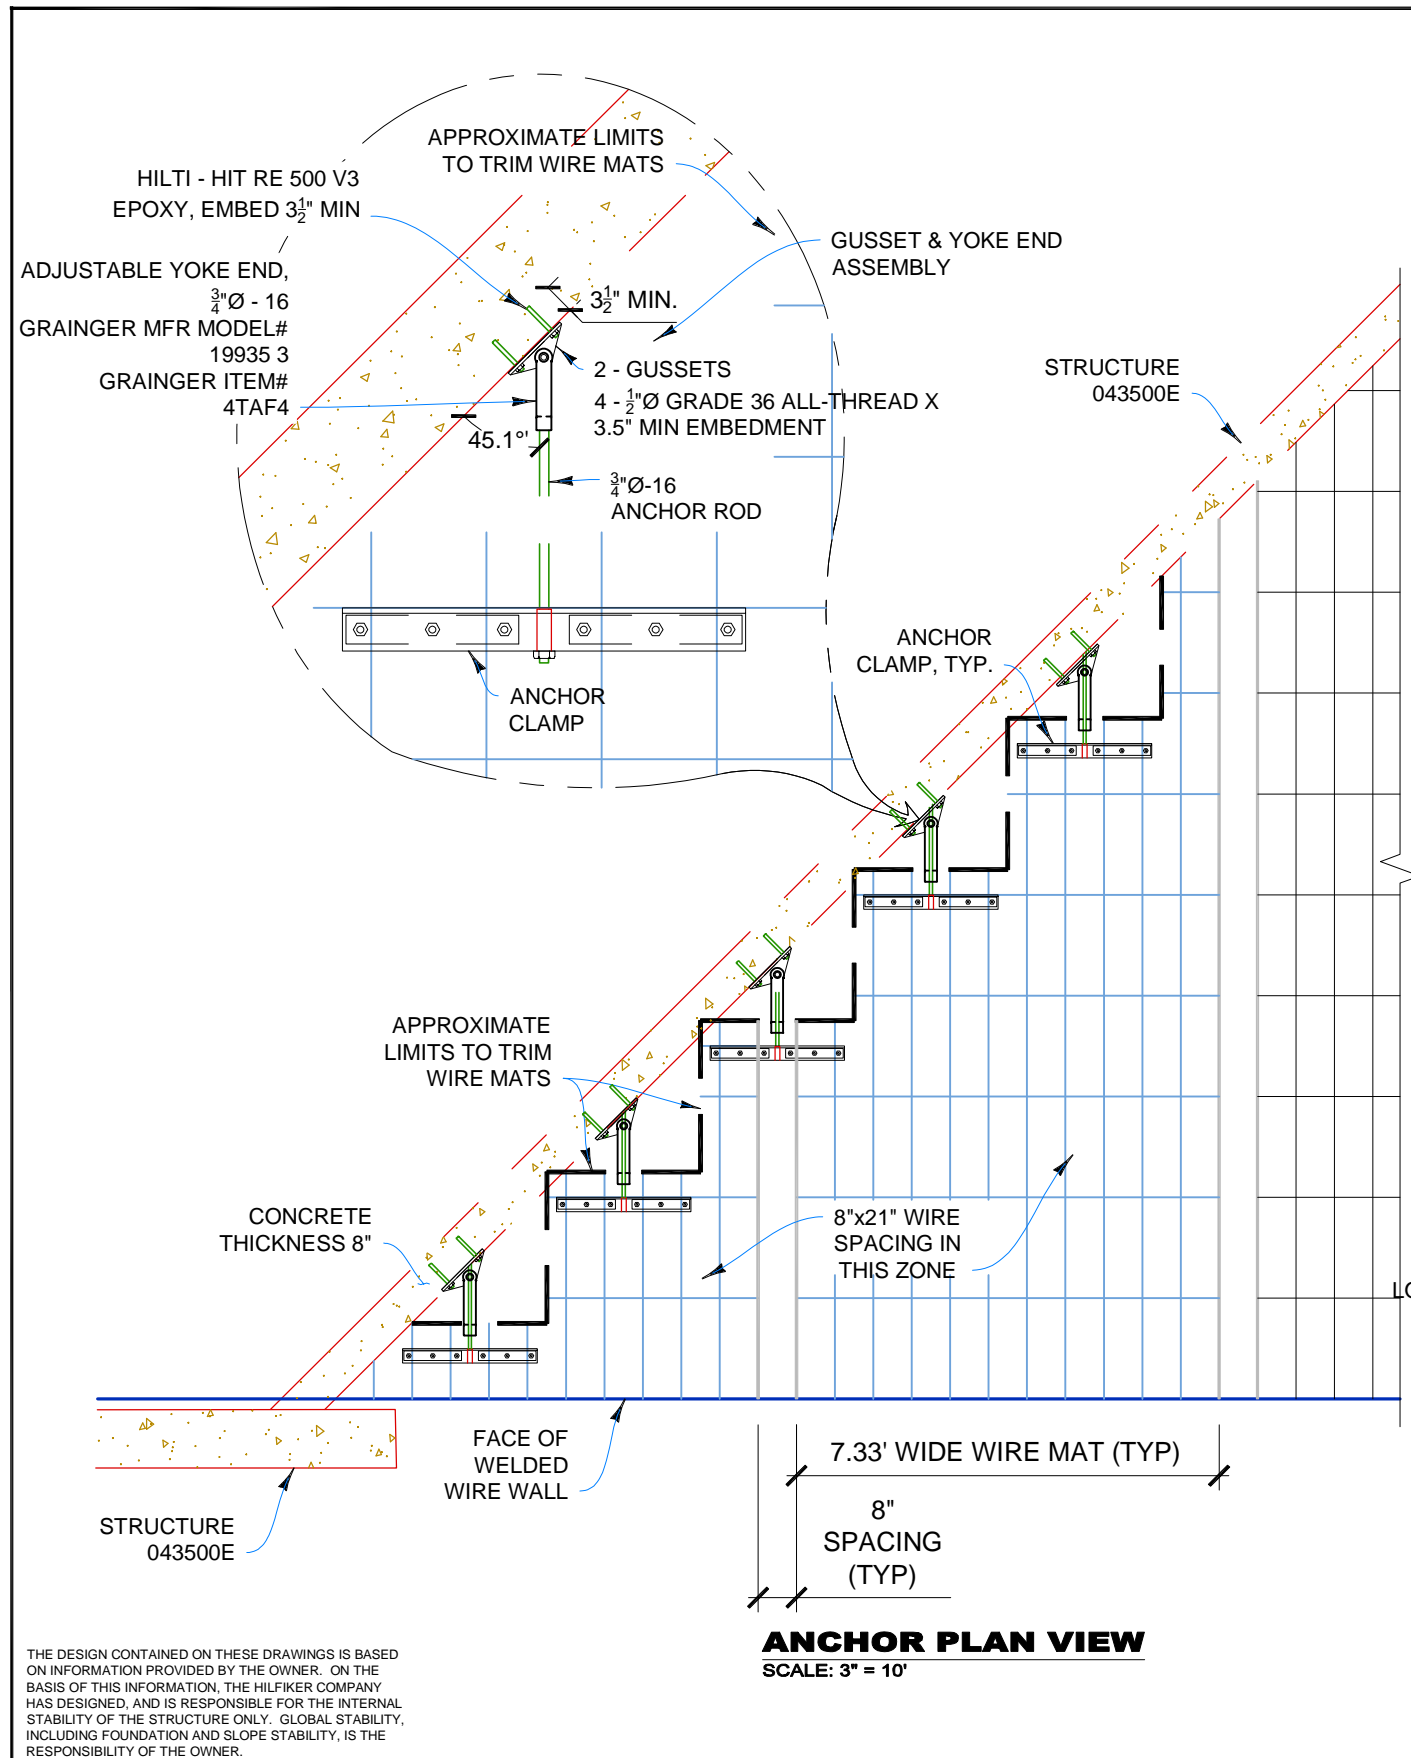 APPROXIMATE LIMITS
TO TRIM WIRE MATS
HILTI - HIT RE 500 V3
EPOXY, EMBED 3½" MIN
GUSSET & YOKE END
ASSEMBLY
ADJUSTABLE YOKE END,
¾"Ø - 16
GRAINGER MFR MODEL#
19935 3
GRAINGER ITEM#
4TAF4
3½" MIN.
2 - GUSSETS
4 - ½"Ø GRADE 36 ALL-THREAD X
3.5" MIN EMBEDMENT
45.1°'
¾"Ø-16
ANCHOR ROD
STRUCTURE
043500E
ANCHOR
CLAMP, TYP.
ANCHOR
CLAMP
APPROXIMATE
LIMITS TO TRIM
WIRE MATS
CONCRETE
THICKNESS 8"
8"x21" WIRE
SPACING IN
THIS ZONE
LO
FACE OF
WELDED
WIRE WALL
7.33' WIDE WIRE MAT (TYP)
8"
SPACING
(TYP)
STRUCTURE
043500E
ANCHOR PLAN VIEW
SCALE: 3" = 10'
THE DESIGN CONTAINED ON THESE DRAWINGS IS BASED
ON INFORMATION PROVIDED BY THE OWNER. ON THE
BASIS OF THIS INFORMATION, THE HILFIKER COMPANY
HAS DESIGNED, AND IS RESPONSIBLE FOR THE INTERNAL
STABILITY OF THE STRUCTURE ONLY. GLOBAL STABILITY,
INCLUDING FOUNDATION AND SLOPE STABILITY, IS THE
RESPONSIBILITY OF THE OWNER.